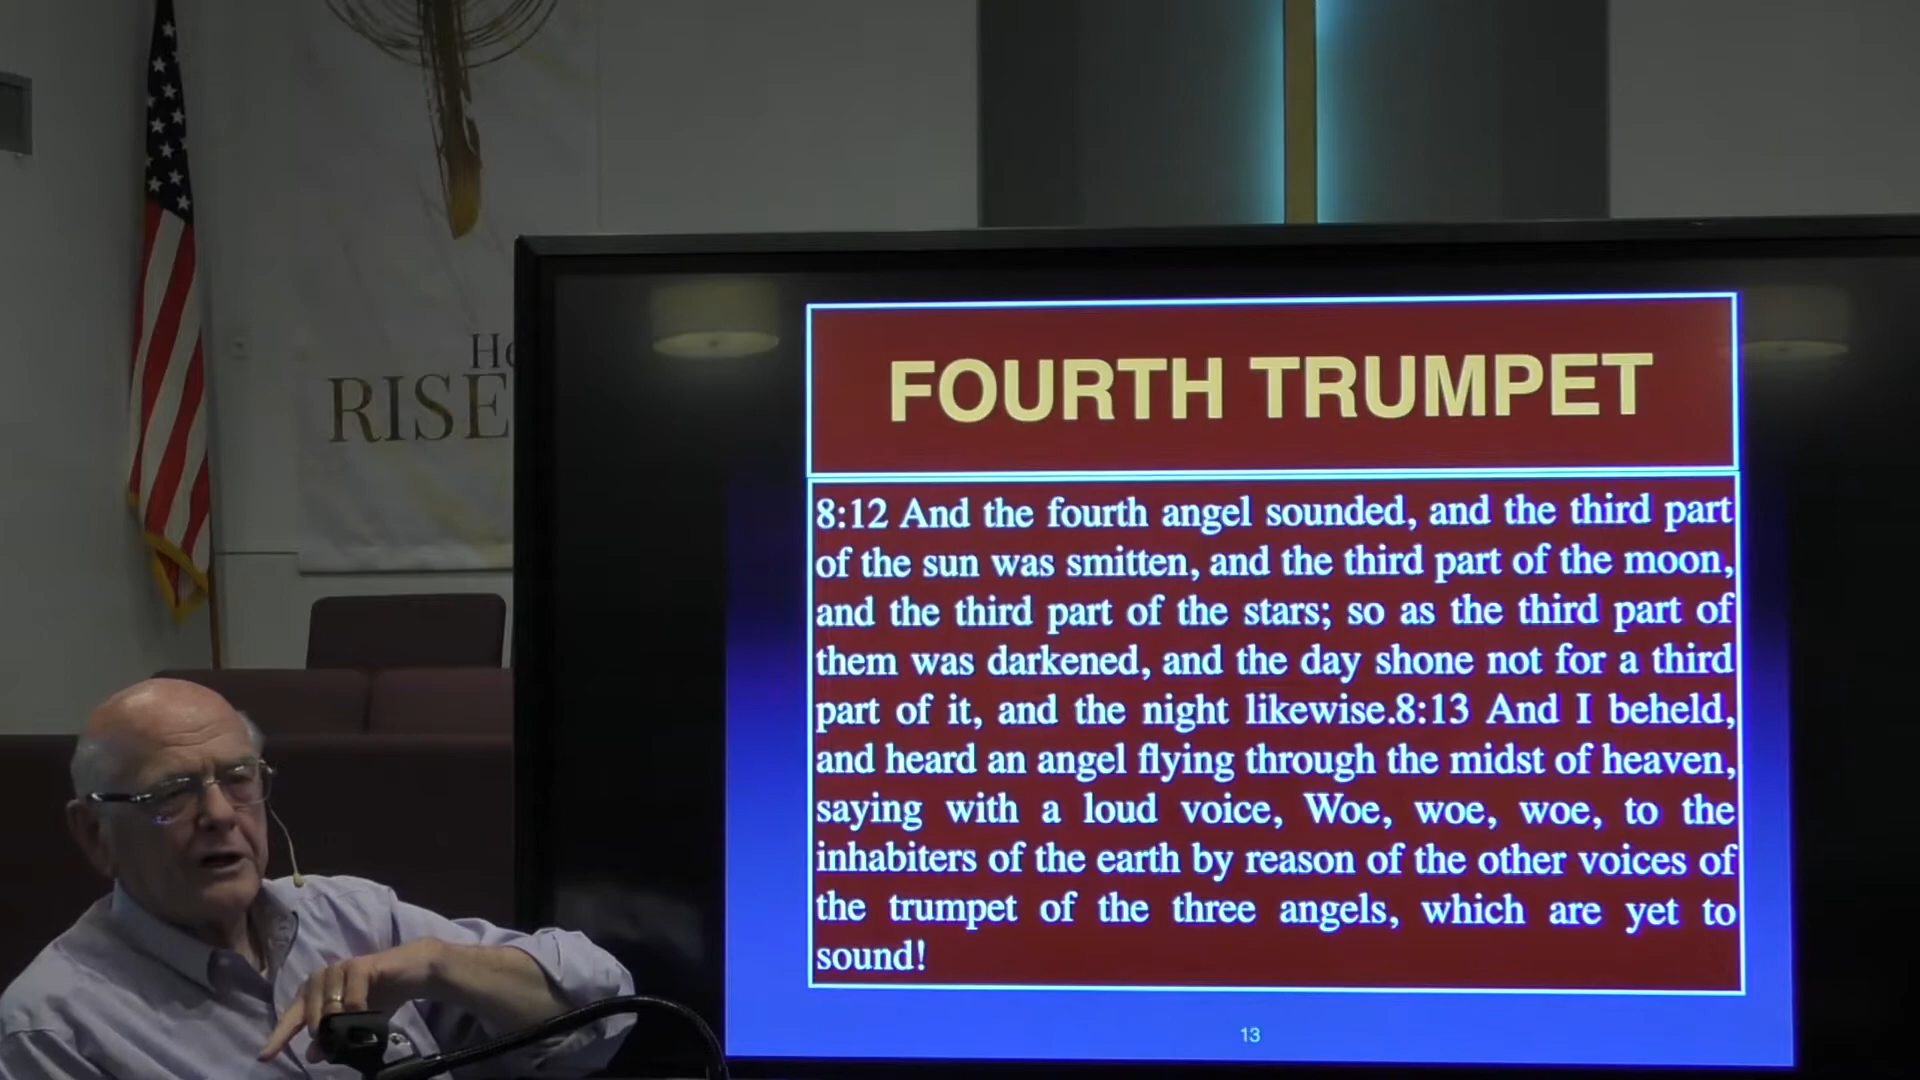 Ho
RISE
FOURTH TRUMPET
8:12 And the fourth angel sounded, and the third part
of the sun was smitten, and the third part of the moon,
and the third part of the stars; so as the third part of
them was darkened, and the day shone not for a third
part of it, and the night likewise.8:13 And I beheld,
and heard an angel flying through the midst of heaven,
saying with a loud voice, Woe, woe, woe, to the
inhabiters of the earth by reason of the other voices of
the trumpet of the three angels, which are yet to
sound!
13